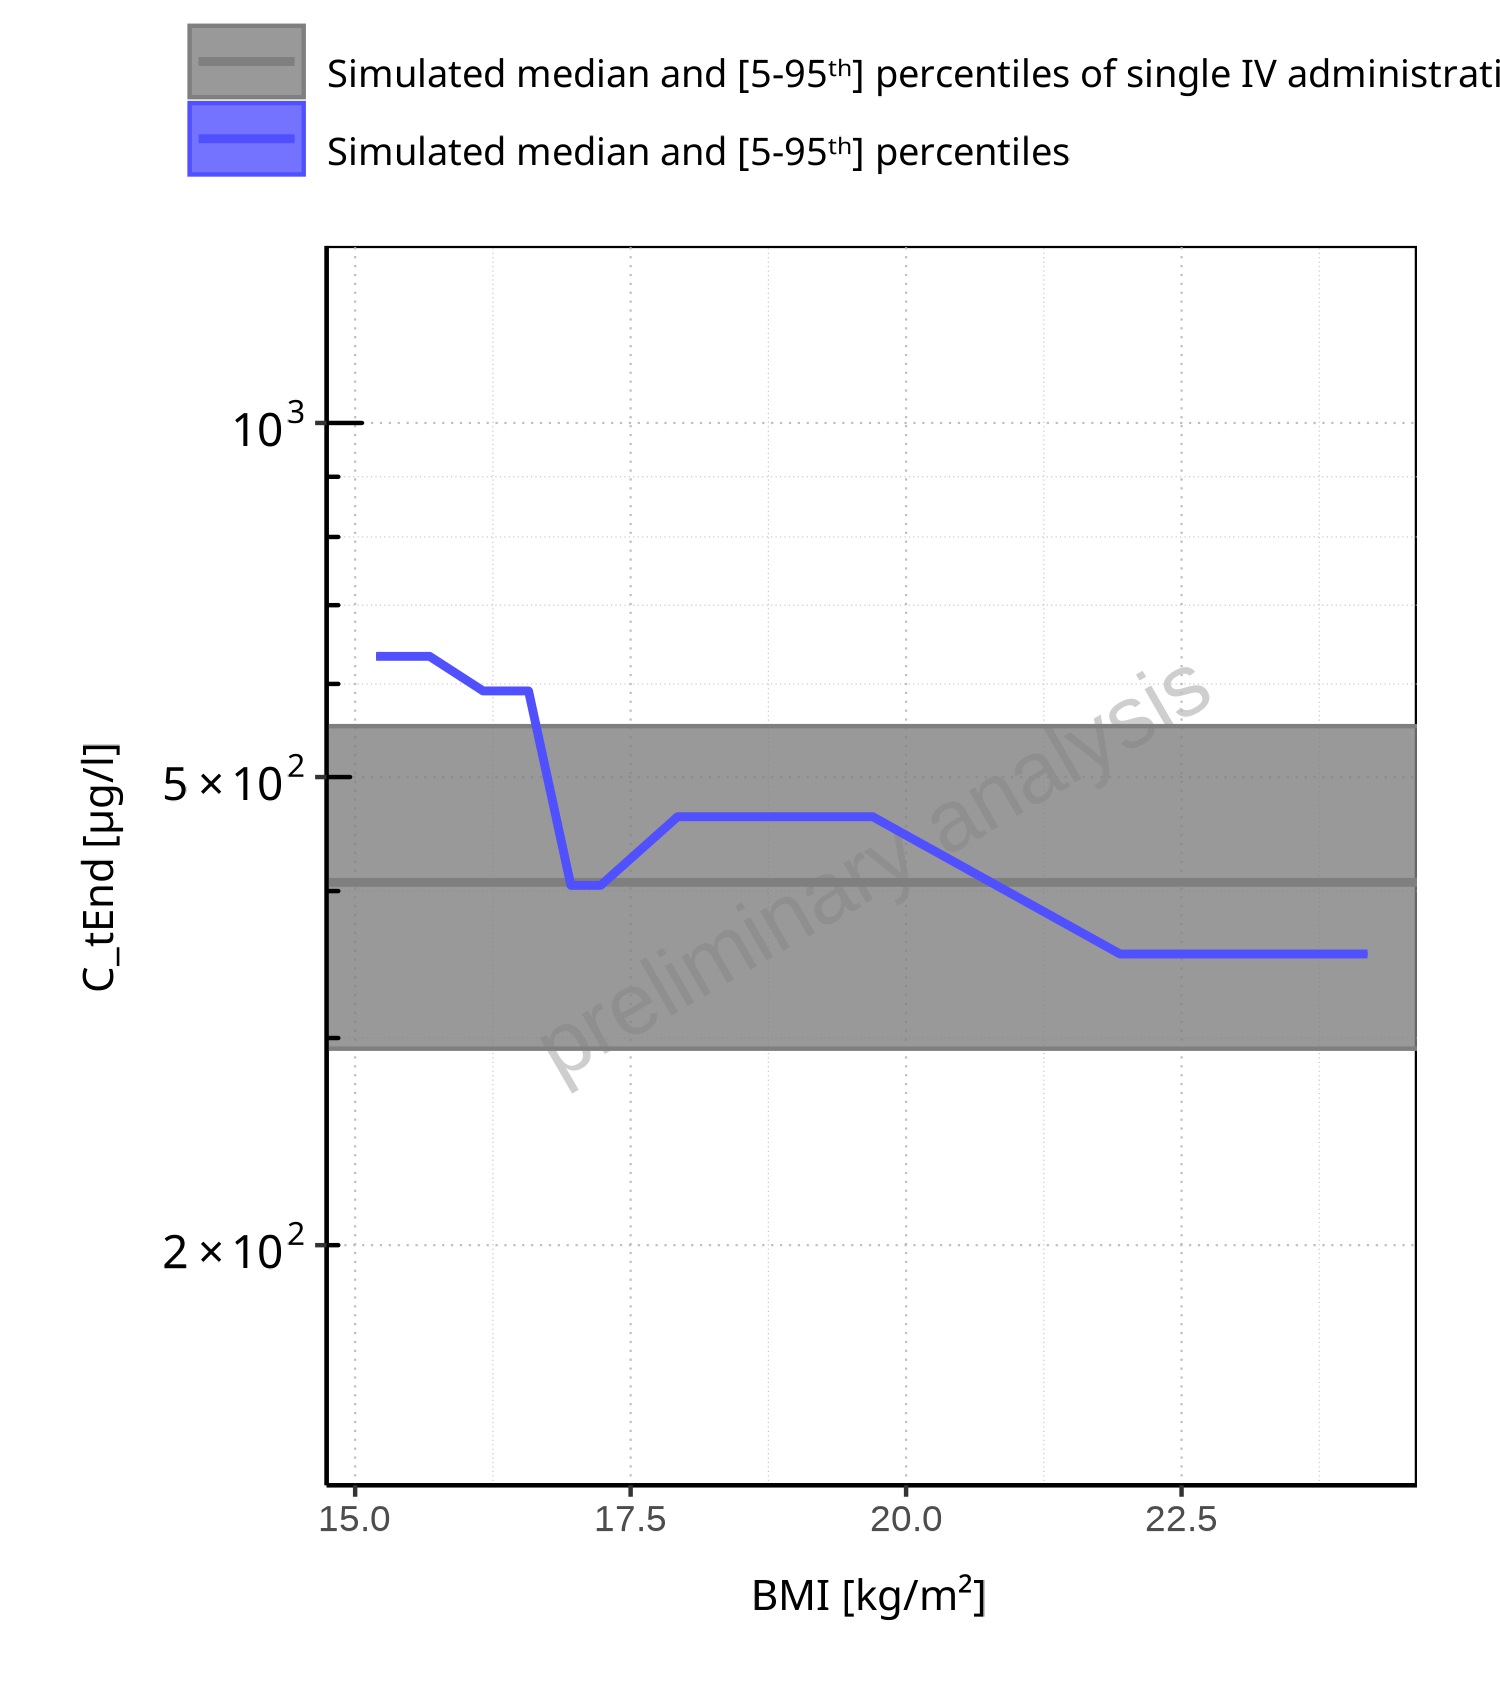 Simulated median and [5-95ᵗʰ] percentiles of single IV administrati
Simulated median and [5-95ᵗʰ] percentiles
10³
5 × 10²
2 × 10²
C_tEnd [µg/l]
preliminary analysis
15.0 17.5 20.0 22.5
BMI [kg/m²]